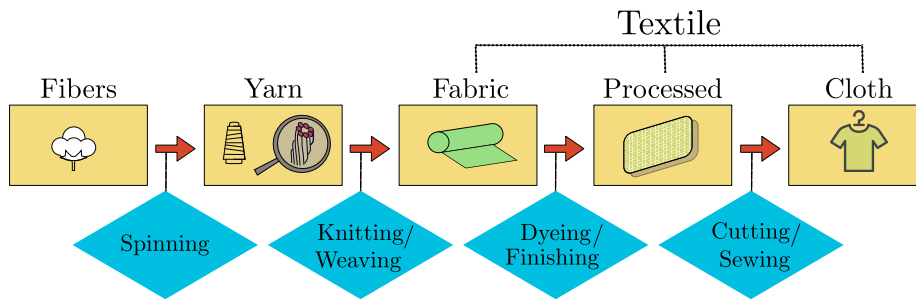 Textile
Fibers
Yarn
Fabric
Processed
Cloth
Spinning
Knitting/
Weaving
Dyeing/
Finishing
Cutting/
Sewing